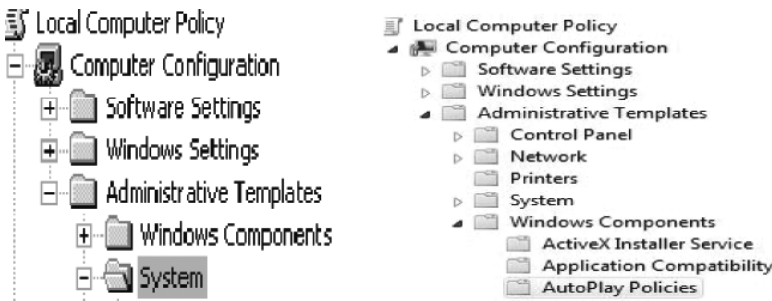 Local Computer Policy
Computer Configuration
Software Settings
Windows Settings
Administrative Templates
Windows Components
System
Local Computer Policy
Computer Configuration
Software Settings
Windows Settings
Administrative Templates
Control Panel
Network
Printers
System
Windows Components
ActiveX Installer Service
Application Compatibility
AutoPlay Policies